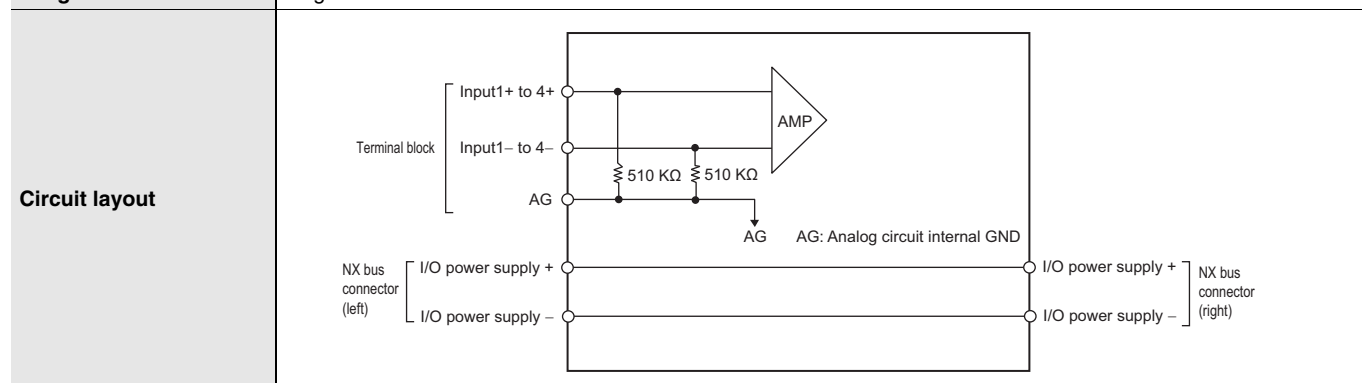 Circuit layout
Input1+ to 4+
AMP
Terminal block
Input1– to 4–
510 KΩ
510 KΩ
AG
AG
AG: Analog circuit internal GND
NX bus
connector
(left)
I/O power supply +
I/O power supply –
I/O power supply +
I/O power supply –
NX bus
connector
(right)